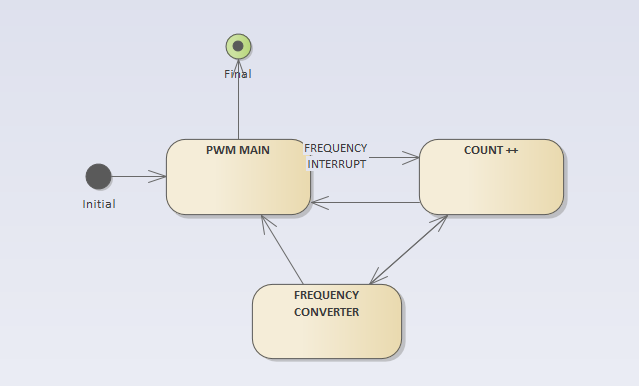 Final
PWM MAIN
FREQUENCY
INTERRUPT
COUNT ++
Initial
FREQUENCY
CONVERTER